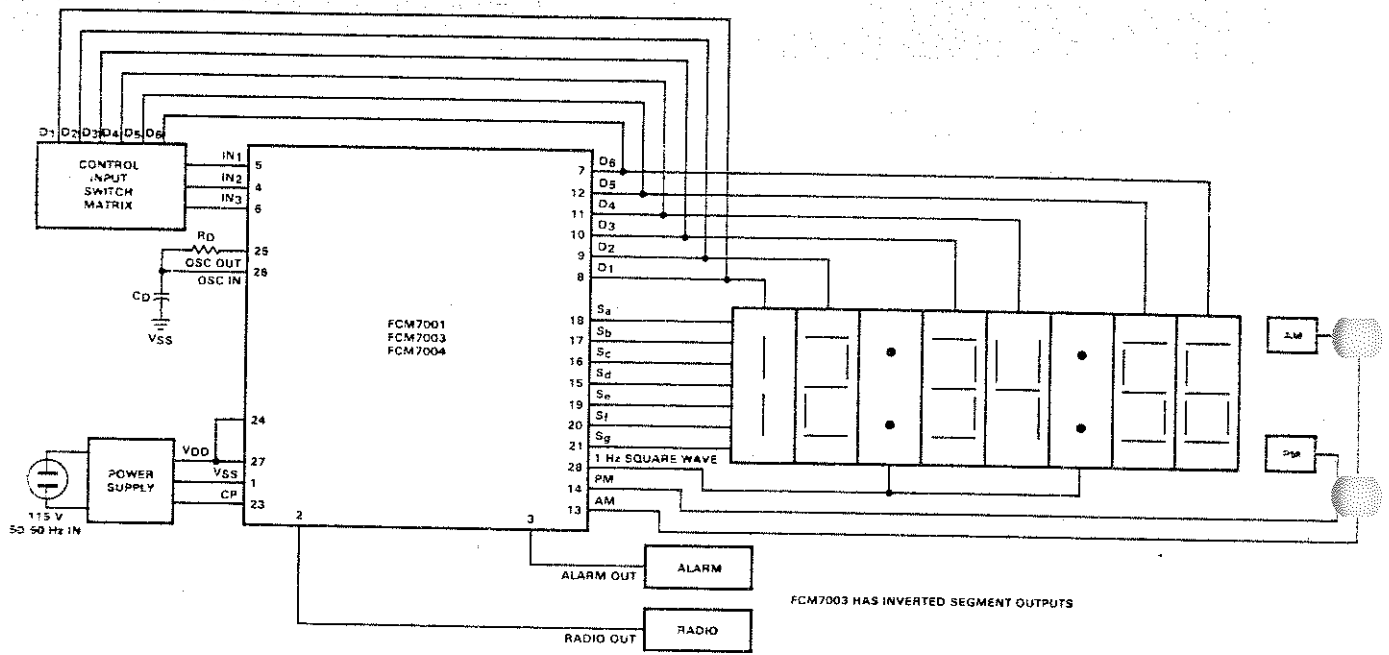 D1 D2 D3 D4 D5 D6
CONTROL
INPUT
SWITCH
MATRIX
IN1
5
IN2
4
IN3
6
RD
25
OSC OUT
26
OSC IN
CD
VSS
FCM7001
FCM7003
FCM7004
D6
7
D5
12
D4
11
D3
10
D2
9
D1
8
Sa
18
Sb
17
Sc
16
Sd
15
Se
19
Sf
20
Sg
21
1 Hz SQUARE WAVE
28
PM
14
AM
13
AM
PM
24
VDD
27
VSS
1
CP
23
POWER
SUPPLY
115 V
50 60 Hz IN
2
3
ALARM OUT
ALARM
RADIO OUT
RADIO
FCM7003 HAS INVERTED SEGMENT OUTPUTS